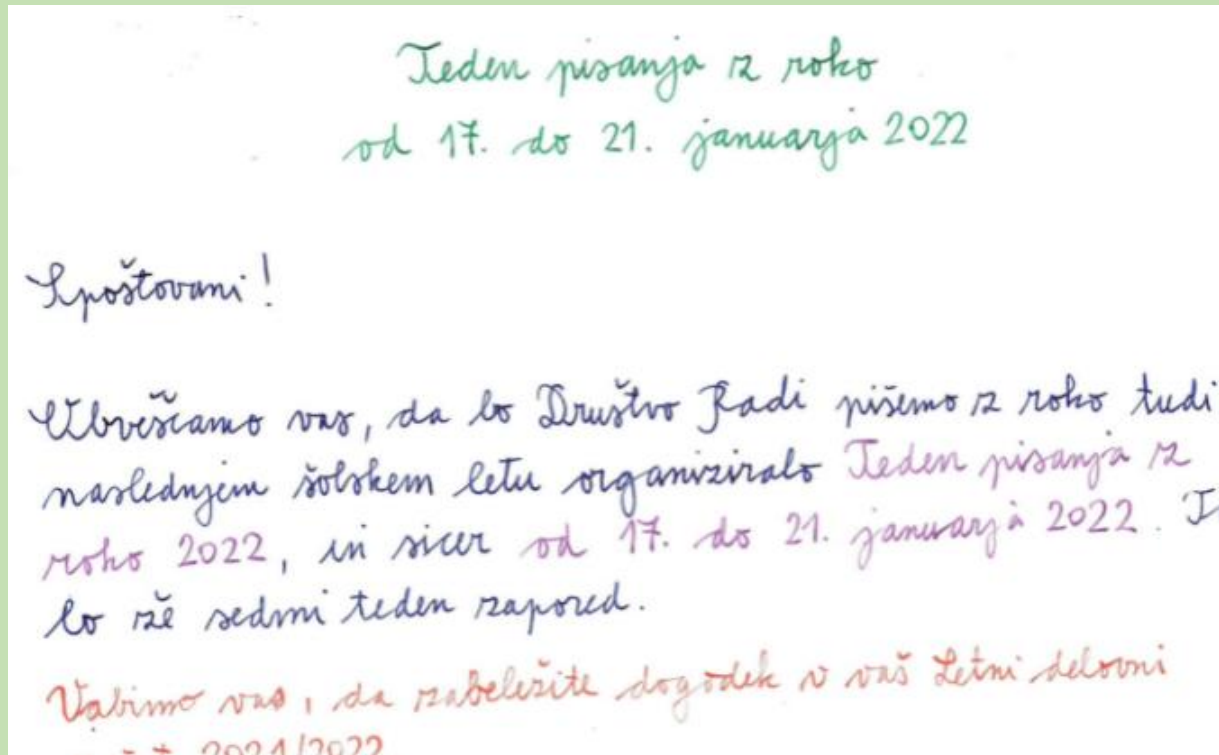 Teden pisanja z roko
od 17. do 21. januarja 2022
Spoštovani!
Obveščamo vas, da bo Društvo Radi pišemo z roko tudi
naslednjem šolskem letu organiziralo Teden pisanja z
roko 2022, in sicer od 17. do 21. januarja 2022.
bo že sedmi teden zapored.
Vabimo vas, da zabeležite dogodek v vaš Letni delovni
2021/2022